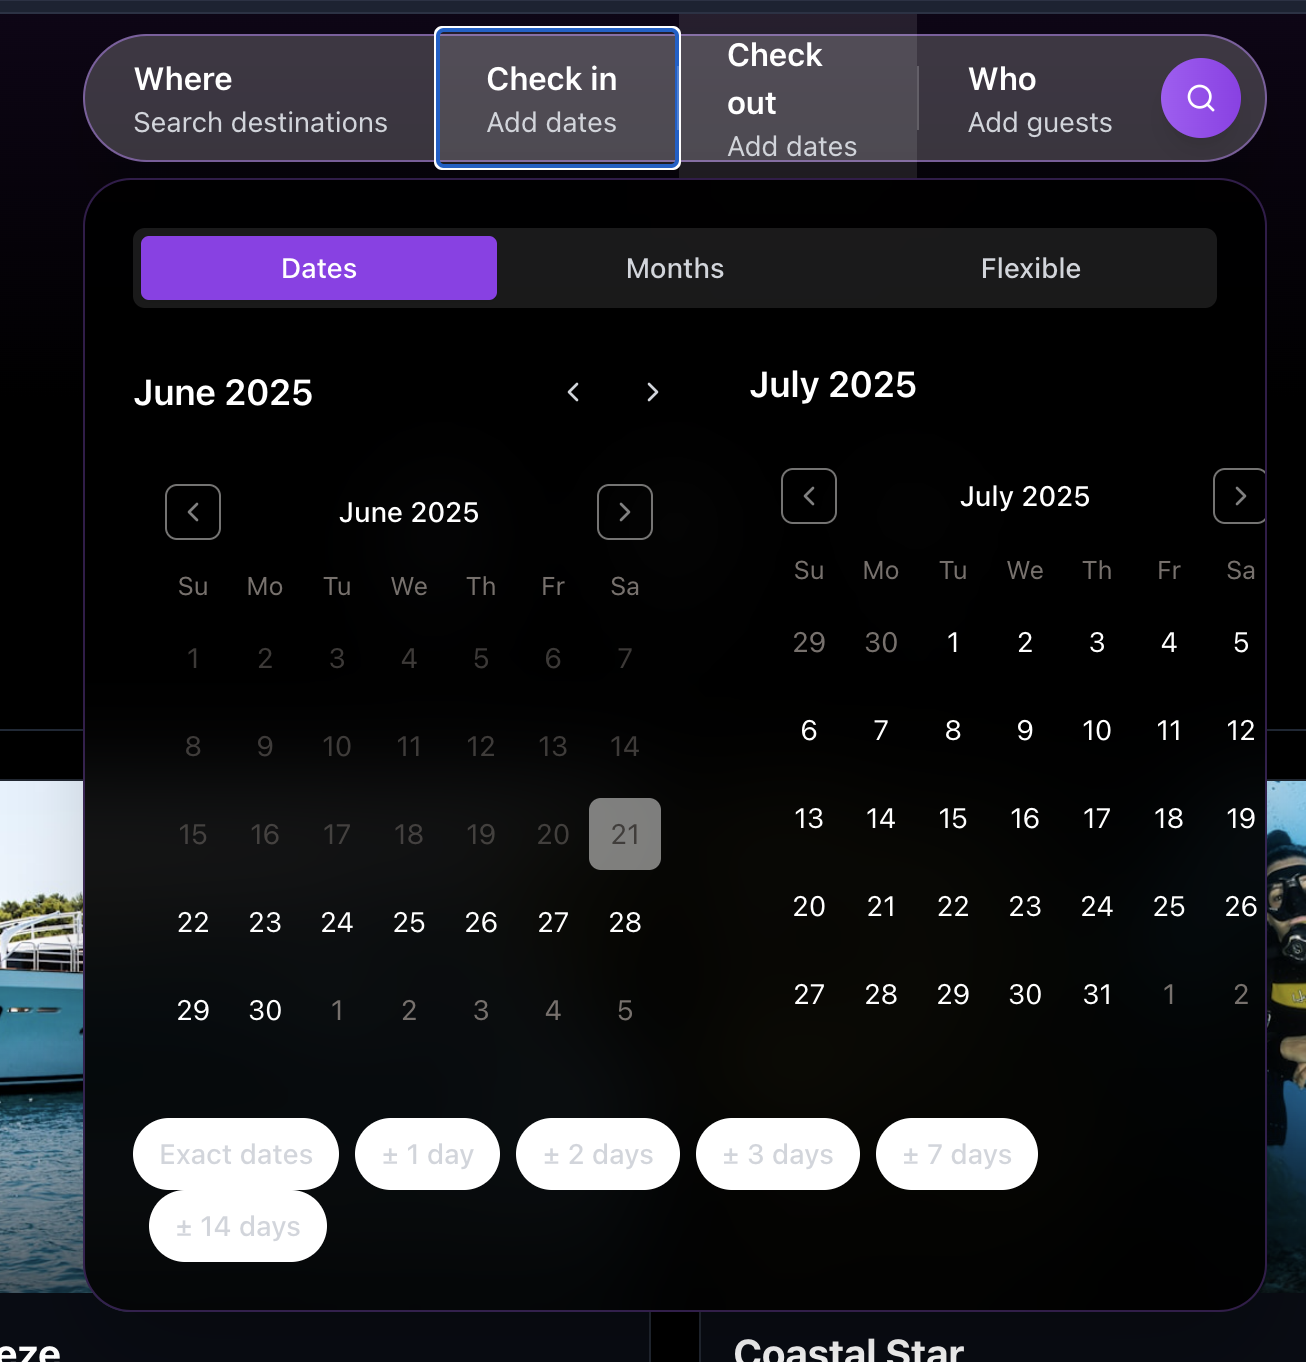 Where
Search destinations
Check in
Add dates
Check
out
Add dates
Who
Add guests
Dates
Months
Flexible
June 2025
June 2025
Su Mo Tu We Th Fr Sa
1 2 3 4 5 6 7
8 9 10 11 12 13 14
15 16 17 18 19 20 21
22 23 24 25 26 27 28
29 30 1 2 3 4 5
July 2025
July 2025
Su Mo Tu We Th Fr Sa
29 30 1 2 3 4 5
6 7 8 9 10 11 12
13 14 15 16 17 18 19
20 21 22 23 24 25 26
27 28 29 30 31 1 2
Exact dates
± 1 day
± 2 days
± 3 days
± 7 days
± 14 days
eze
Coastal Star